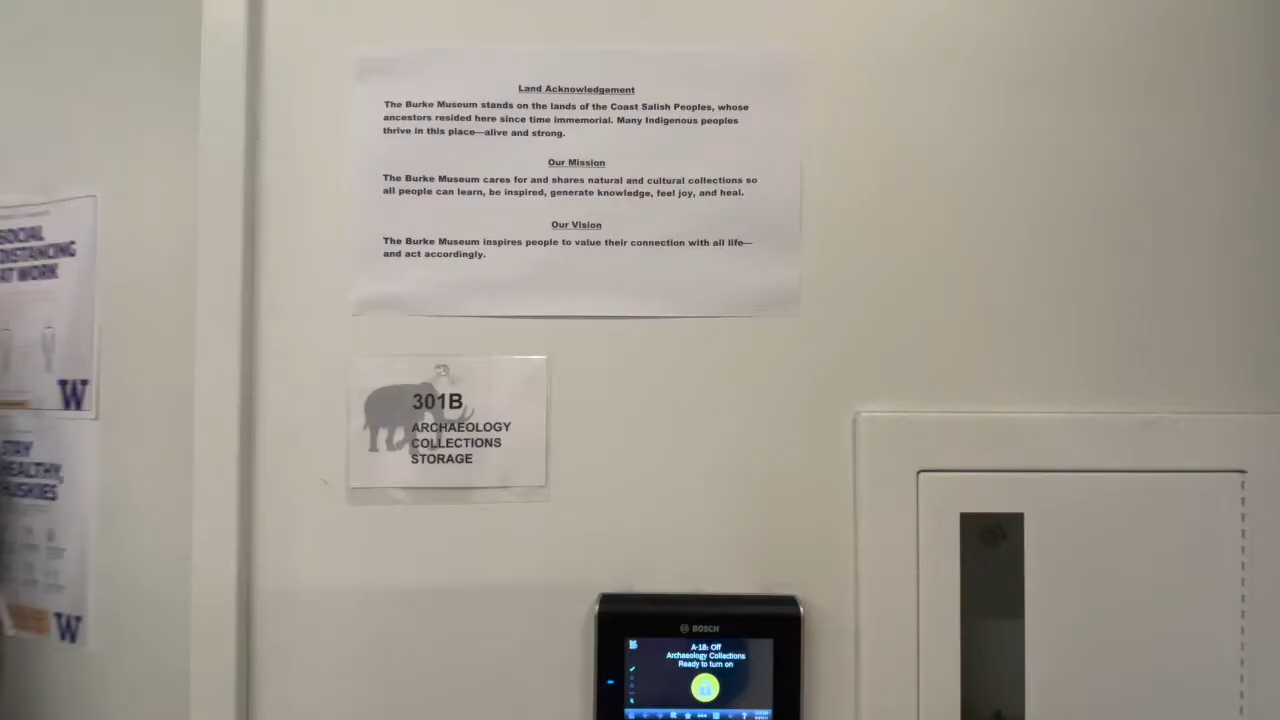 Land Acknowledgement
The Burke Museum stands on the lands of the Coast Salish Peoples, whose
ancestors resided here since time immemorial. Many Indigenous peoples
thrive in this place—alive and strong.
Our Mission
The Burke Museum cares for and shares natural and cultural collections so
all people can learn, be inspired, generate knowledge, feel joy, and heal.
Our Vision
The Burke Museum inspires people to value their connection with all life—
and act accordingly.
SOCIAL
DISTANCING
AT WORK
W
STAY
HEALTHY,
HUSKIES
W
301B
ARCHAEOLOGY
COLLECTIONS
STORAGE
BOSCH
A-18: Off
Archaeology Collections
Ready to turn on